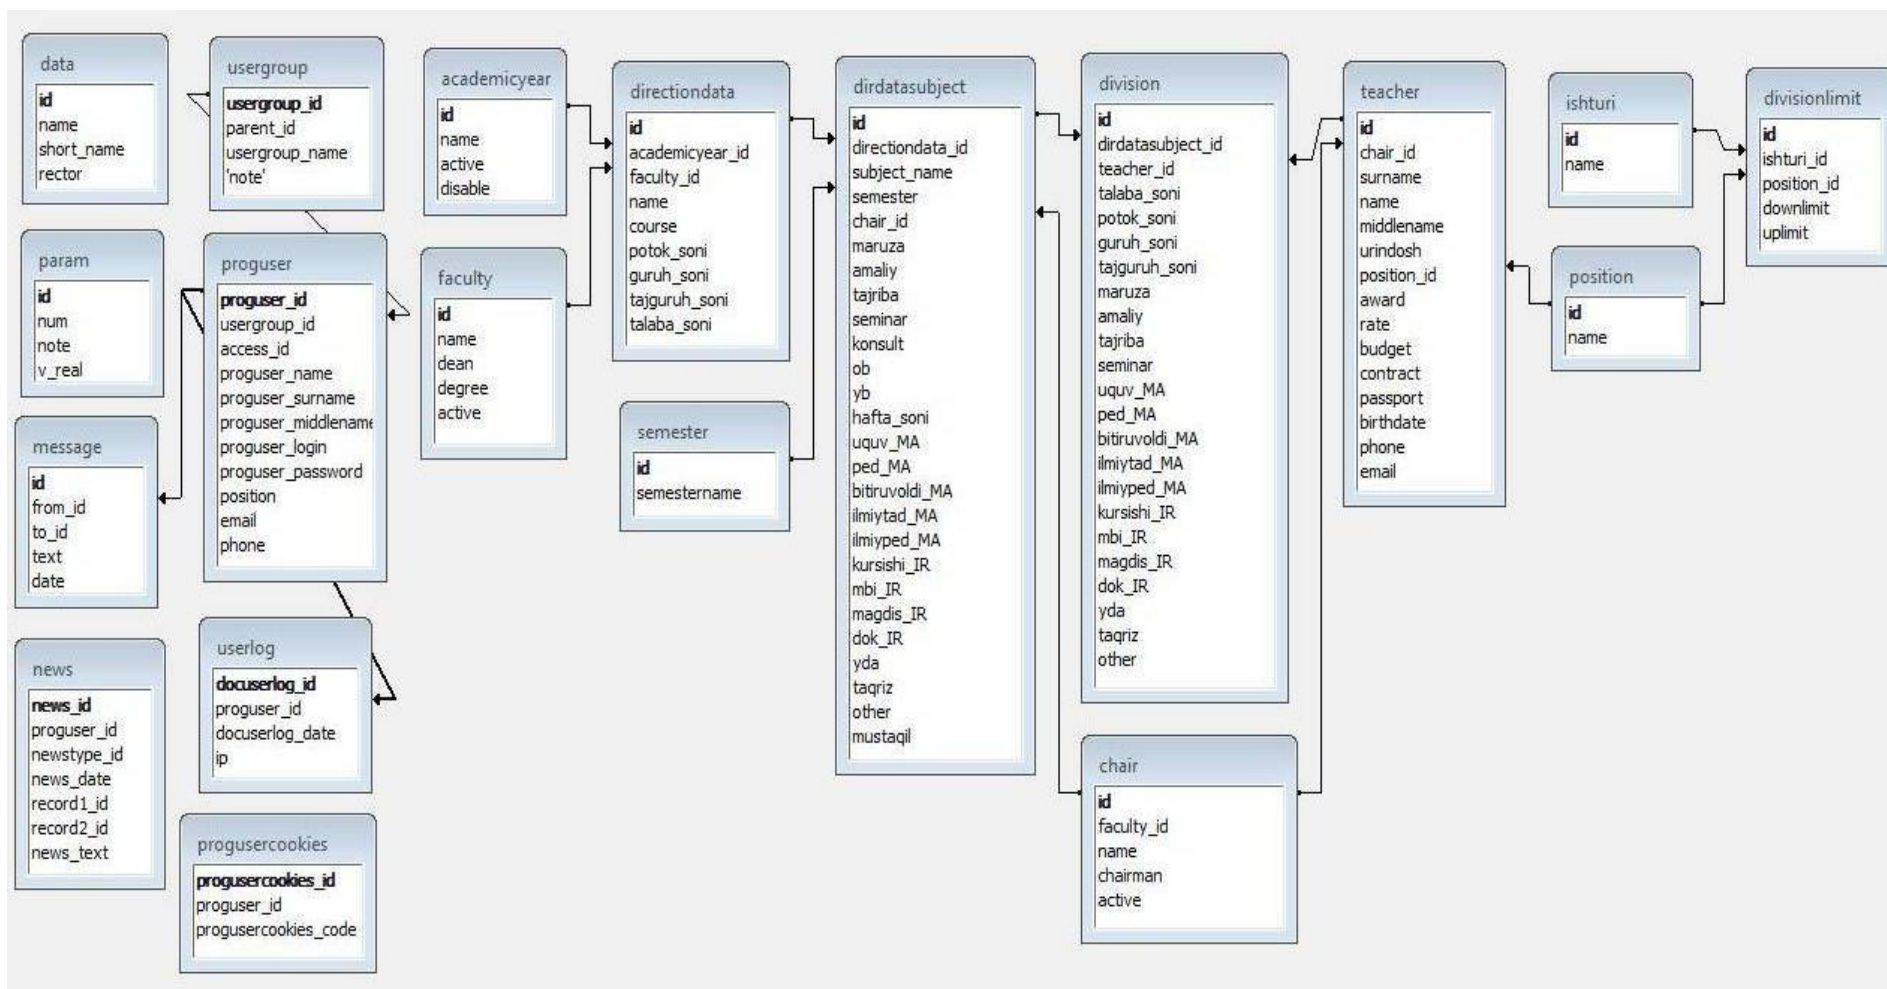 data
id
name
short_name
rector
usergroup
usergroup_id
parent_id
usergroup_name
'note'
academicyear
id
name
active
disable
directiondata
id
academicyear_id
faculty_id
name
course
potok_soni
guruh_soni
tajguruh_soni
talaba_soni
dirdatasubject
id
directiondata_id
subject_name
semester
chair_id
maruza
amaliy
tajriba
seminar
konsult
ob
yb
hafta_soni
uquv_MA
ped_MA
bitiruvoldi_MA
ilmiytad_MA
ilmiyped_MA
kursishi_IR
mbi_IR
magdis_IR
dok_IR
yda
taqriz
other
mustaqil
division
id
dirdatasubject_id
teacher_id
talaba_soni
potok_soni
guruh_soni
tajguruh_soni
maruza
amaliy
tajriba
seminar
uquv_MA
ped_MA
bitiruvoldi_MA
ilmiytad_MA
ilmiyped_MA
kursishi_IR
mbi_IR
magdis_IR
dok_IR
yda
taqriz
other
teacher
id
chair_id
surname
name
middlename
urindosh
position_id
award
rate
budget
contract
passport
birthdate
phone
email
ishturi
id
name
divisionlimit
id
ishturi_id
position_id
downlimit
uplimit
param
id
num
note
v_real
proguser
proguser_id
usergroup_id
access_id
proguser_name
proguser_surname
proguser_middlename
proguser_login
proguser_password
position
email
phone
faculty
id
name
dean
degree
active
position
id
name
semester
id
semestername
message
id
from_id
to_id
text
date
userlog
docuserlog_id
proguser_id
docuserlog_date
ip
news
news_id
proguser_id
newstype_id
news_date
record1_id
record2_id
news_text
chair
id
faculty_id
name
chairman
active
progusercookies
progusercookies_id
proguser_id
progusercookies_code